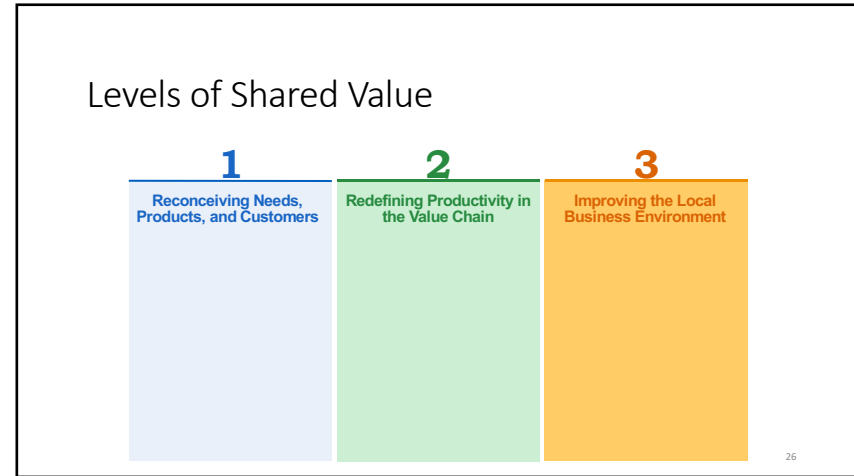 Levels of Shared Value
1
Reconceiving Needs,
Products, and Customers
2
Redefining Productivity in
the Value Chain
3
Improving the Local
Business Environment
26